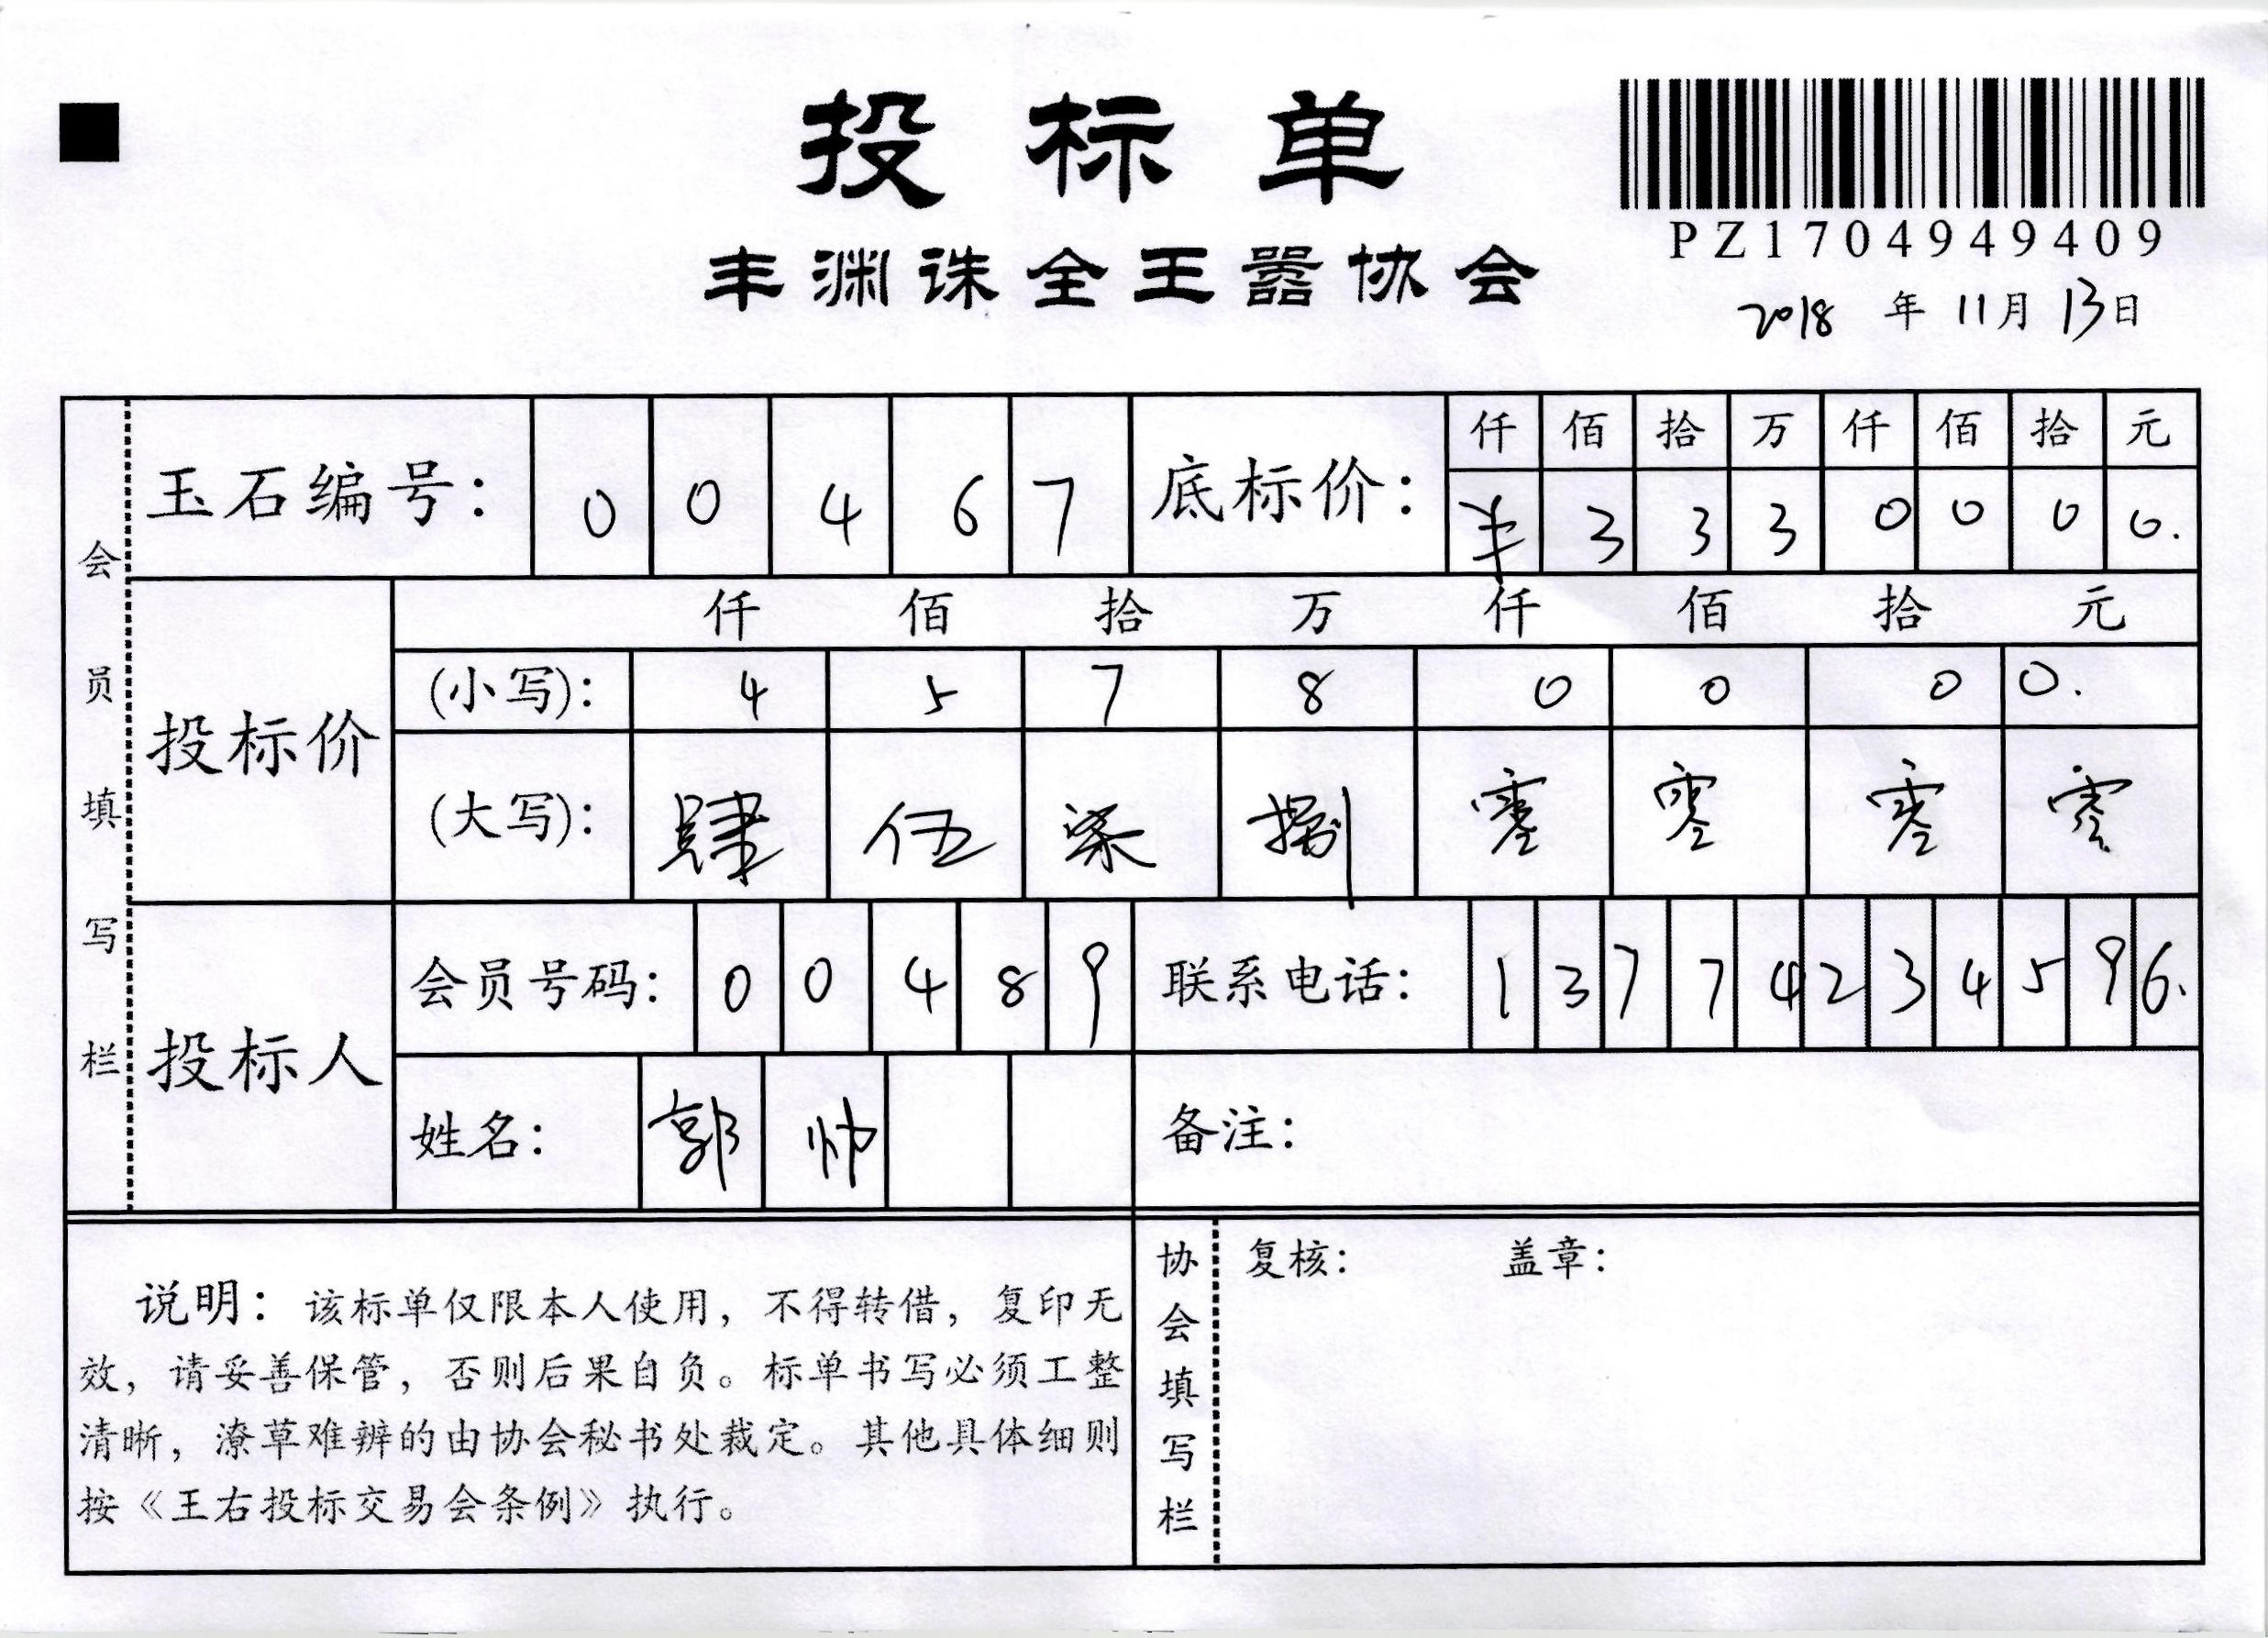 投标单
丰渊诛全王嚣协会
PZ1704949409
2018 年 11月 13日
会员填写栏
玉石编号： 0 0 4 6 7 底标价： 仟 佰 拾 万 仟 佰 拾 元
¥ 3 3 3 0 0 0 0.
投标价 仟 佰 拾 万 仟 佰 拾 元
(小写)： 4 5 7 8 0 0 0 0.
(大写)： 肆 伍 柒 捌 零 零 零 零
投标人 会员号码： 0 0 4 8 9 联系电话： 1 3 7 7 4 2 3 4 5 9 6.
姓名： 郭 帅 备注：
说明：该标单仅限本人使用，不得转借，复印无
效，请妥善保管，否则后果自负。标单书写必须工整
清晰，潦草难辨的由协会秘书处裁定。其他具体细则
按《王右投标交易会条例》执行。
协会填写栏
复核： 盖章：